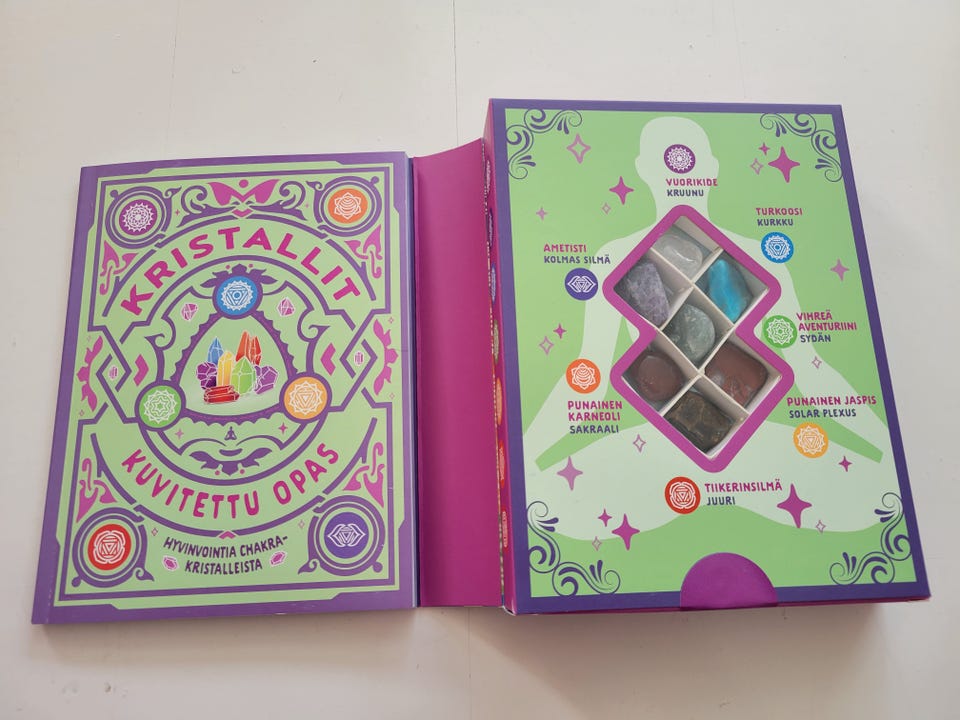 KRISTALLIT
KUVITETTU OPAS
HYVINVOINTIA CHAKRA-
KRISTALLEISTA
VUORIKIDE
KRUUNU
TURKOOSI
KURKKU
AMETISTI
KOLMAS SILMÄ
VIHREÄ
AVENTURIINI
SYDÄN
PUNAINEN
KARNEOLI
SAKRAALI
PUNAINEN JASPIS
SOLAR PLEXUS
TIIKERINSILMÄ
JUURI